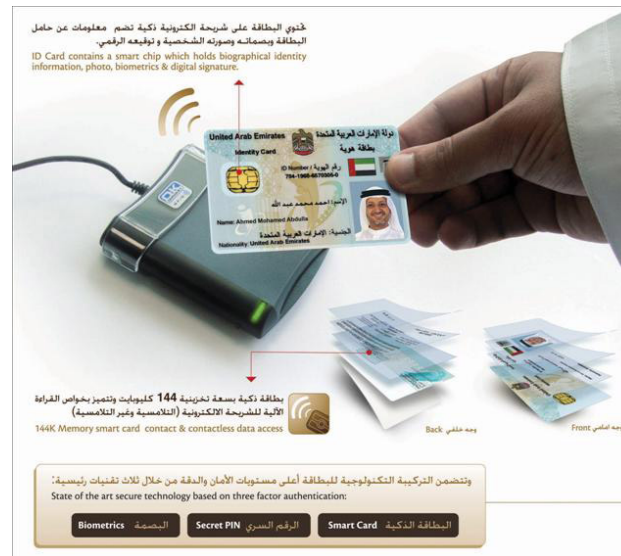 تحتوي البطاقة على شريحة الكترونية ذكية تضم معلومات عن حامل
البطاقة وبصماته وصورته الشخصية و توقيعه الرقمي.
ID Card contains a smart chip which holds biographical identity
information, photo, biometrics & digital signature.
United Arab Emirates دولة الإمارات العربية المتحدة
Identity Card بطاقة هوية
ID Number / رقم الهوية
الإسم: احمد محمد عبد الله
Name: Ahmed Mohamed Abdulla
الجنسية: الإمارات العربية المتحدة
Nationality: United Arab Emirates
بطاقة ذكية بسعة تخزينية 144 كليوبايت وتتميز بخواص القراءة
الآلية للشريحة الالكترونية (التلامسية وغير التلامسية)
144K Memory smart card contact & contactless data access
Back وجه خلفي
Front وجه امامي
وتتضمن التركيبة التكنولوجية للبطاقة أعلى مستويات الأمان والدقة من خلال ثلاث تقنيات رئيسية:
State of the art secure technology based on three factor authentication:
Biometrics البصمة
Secret PIN الرقم السري
Smart Card البطاقة الذكية